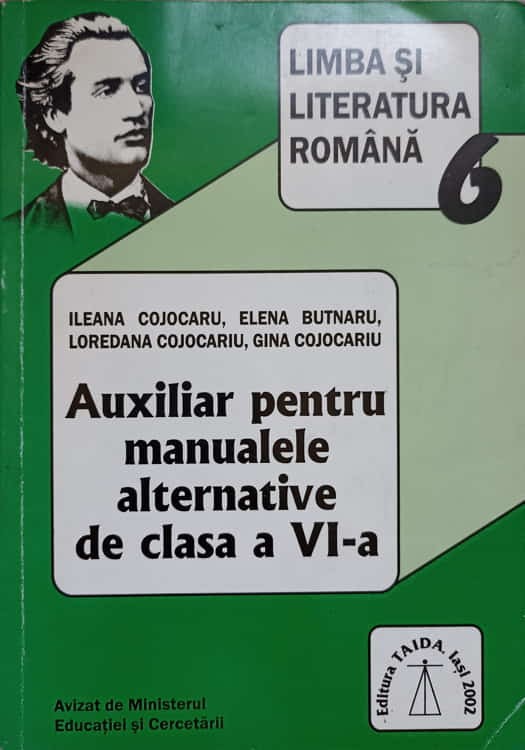 LIMBA ŞI
LITERATURA
ROMÂNĂ
6
ILEANA COJOCARU, ELENA BUTNARU,
LOREDANA COJOCARIU, GINA COJOCARIU
Auxiliar pentru
manualele
alternative
de clasa a VI-a
Editura TAIDA. Iaşi 2002
Avizat de Ministerul
Educaţiei şi Cercetării